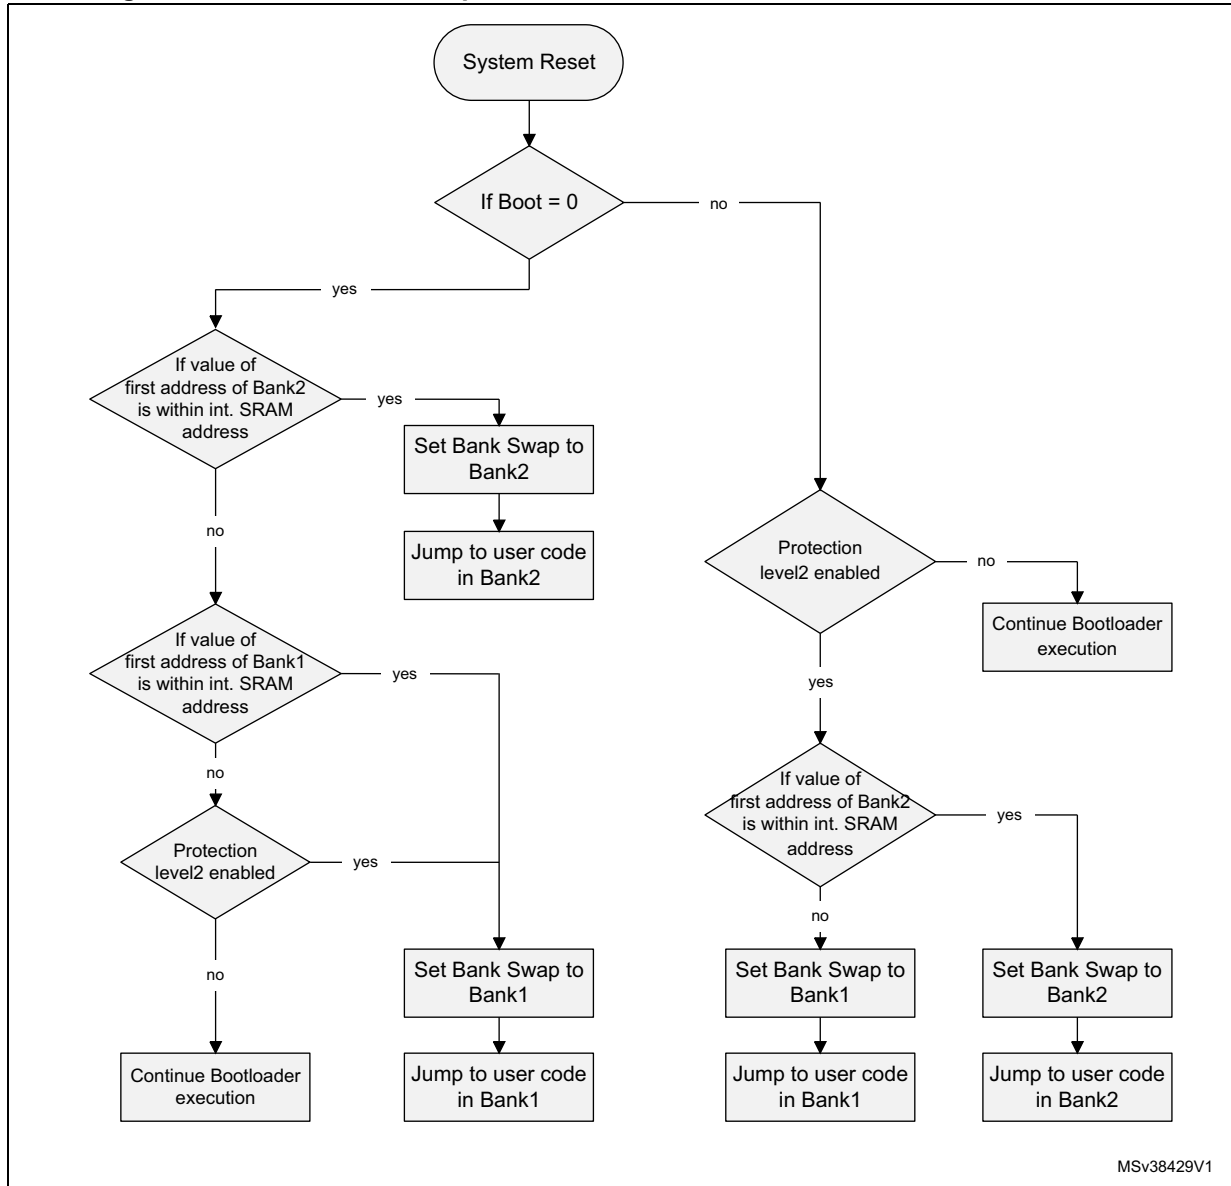 System Reset
If Boot = 0
no
yes
If value of
first address of Bank2
is within int. SRAM
address
yes
Set Bank Swap to
Bank2
no
Jump to user code
in Bank2
Protection
level2 enabled
no
Continue Bootloader
execution
If value of
first address of Bank1
is within int. SRAM
address
yes
yes
no
If value of
first address of Bank2
is within int. SRAM
address
yes
Protection
level2 enabled
yes
no
no
Set Bank Swap to
Bank1
Set Bank Swap to
Bank1
Set Bank Swap to
Bank2
Continue Bootloader
execution
Jump to user code
in Bank1
Jump to user code
in Bank1
Jump to user code
in Bank2
MSv38429V1